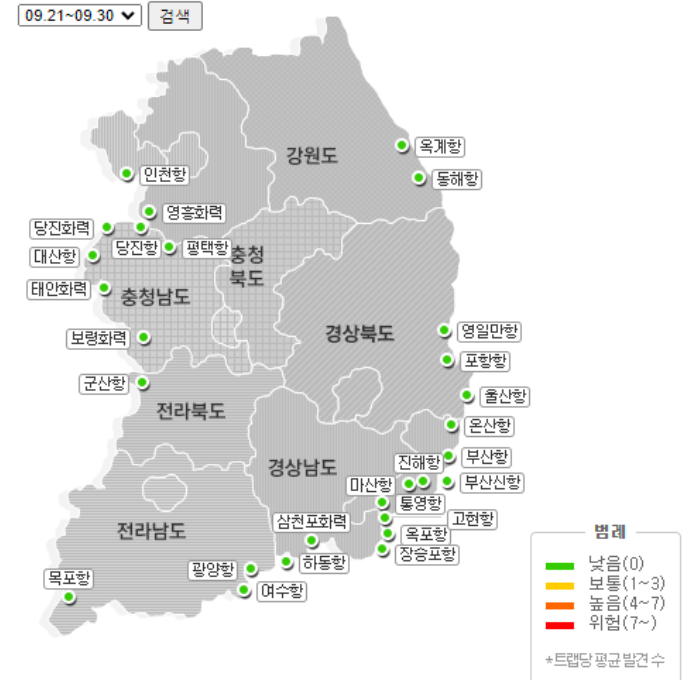 09.21~09.30 검색
강원도
옥계항
동해항
인천항
영흥화력
당진화력
당진항
평택항
대산항
충청
북도
태안화력
충청남도
보령화력
경상북도
영일만항
포항항
군산항
울산항
전라북도
온산항
진해항
부산항
경상남도
마산항
부산신항
통영항
삼천포화력
고현항
전라남도
옥포항
장승포항
광양항
하동항
목포항
여수항
범례
낮음(0)
보통(1~3)
높음(4~7)
위험(7~)
*트랩당 평균 발견 수